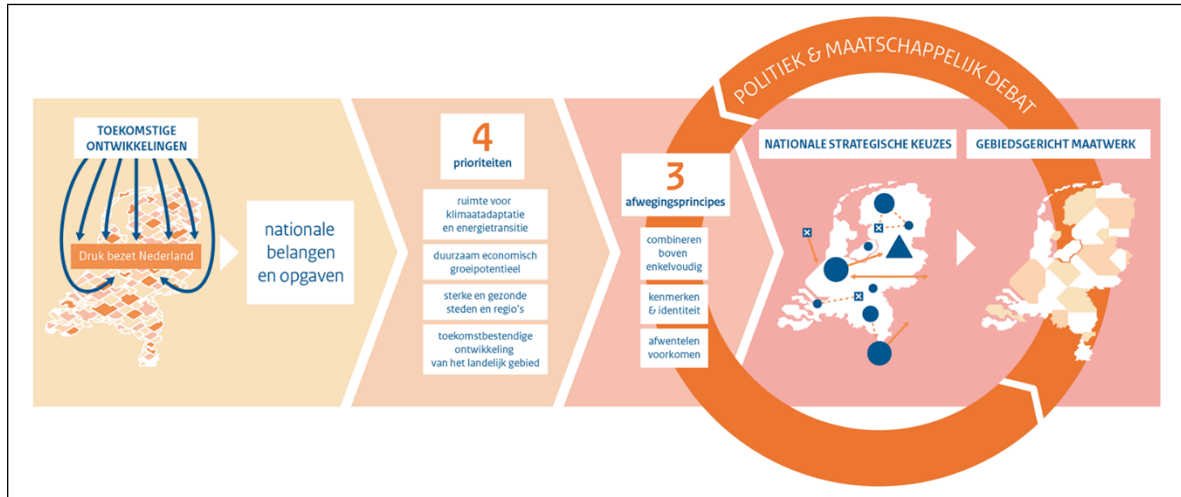 POLITIEK & MAATSCHAPPELIJK DEBAT
TOEKOMSTIGE
ONTWIKKELINGEN
Druk bezet Nederland
nationale
belangen
en opgaven
4
prioriteiten
ruimte voor
klimaatadaptatie
en energietransitie
duurzaam economisch
groeipotentieel
sterke en gezonde
steden en regio's
toekomstbestendige
ontwikkeling
van het landelijk gebied
3
afwegingsprincipes
combineren
boven
enkelvoudig
kenmerken
& identiteit
afwentelen
voorkomen
NATIONALE STRATEGISCHE KEUZES
GEBIEDSGERICHT MAATWERK